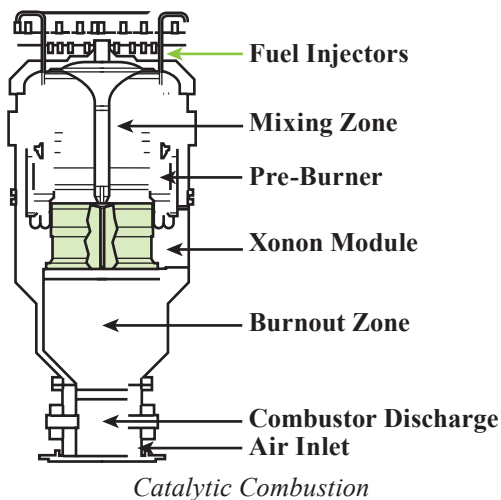 Fuel Injectors
Mixing Zone
Pre-Burner
Xonon Module
Burnout Zone
Combustor Discharge
Air Inlet
Catalytic Combustion